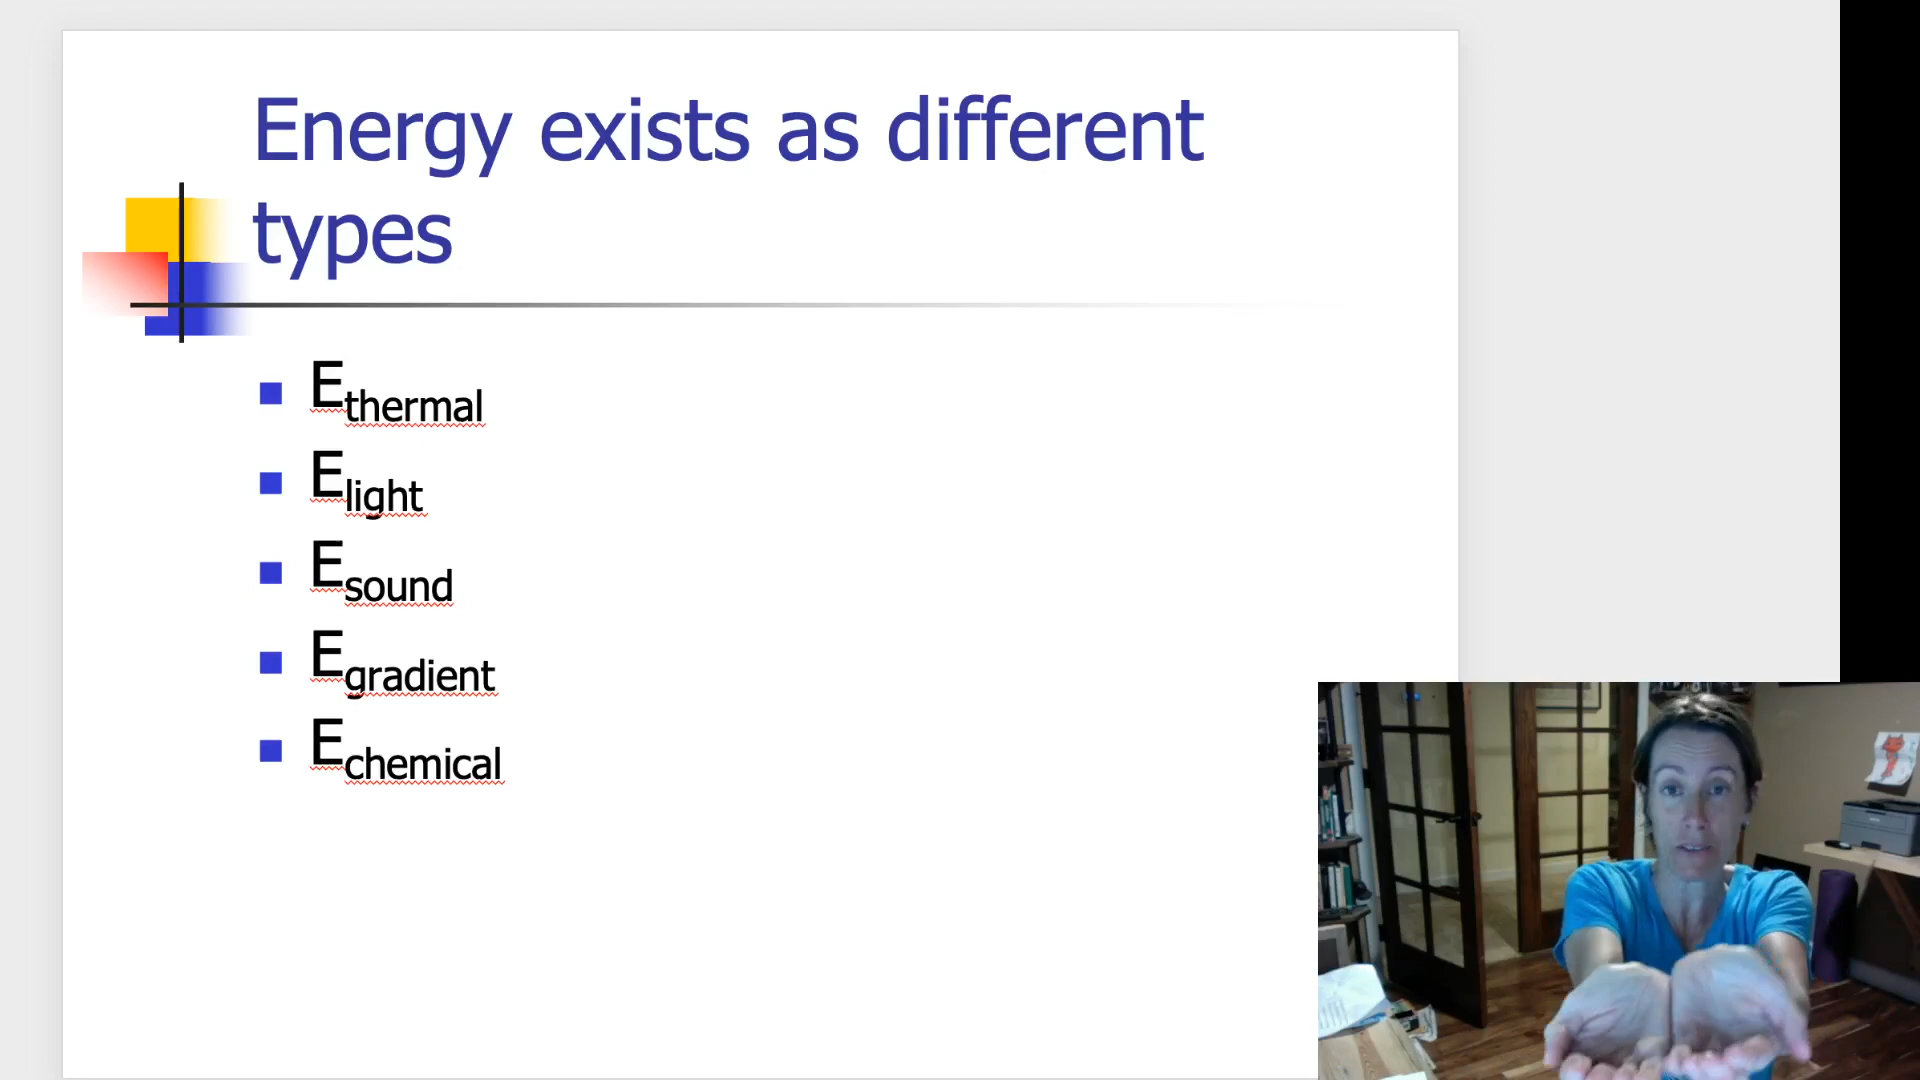 Energy exists as different
types
Ethermal
Elight
Esound
Egradient
Echemical